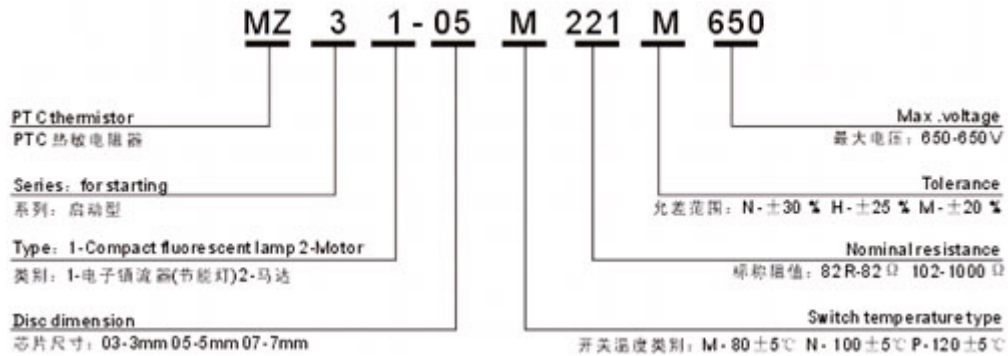 MZ 3 1-05 M 221 M 650
PTC thermistor
PTC 热敏电阻器
Series: for starting
系列: 启动型
Type: 1-Compact fluorescent lamp 2-Motor
类别: 1-电子镇流器(节能灯)2-马达
Disc dimension
芯片尺寸: 03-3mm 05-5mm 07-7mm
Max .voltage
最大电压: 650-650V
Tolerance
允差范围: N-±30 % H-±25 % M-±20 %
Nominal resistance
标称阻值: 82R-82Ω 102-1000 Ω
Switch temperature type
开关温度类别: M-80±5℃ N-100±5℃ P-120±5℃